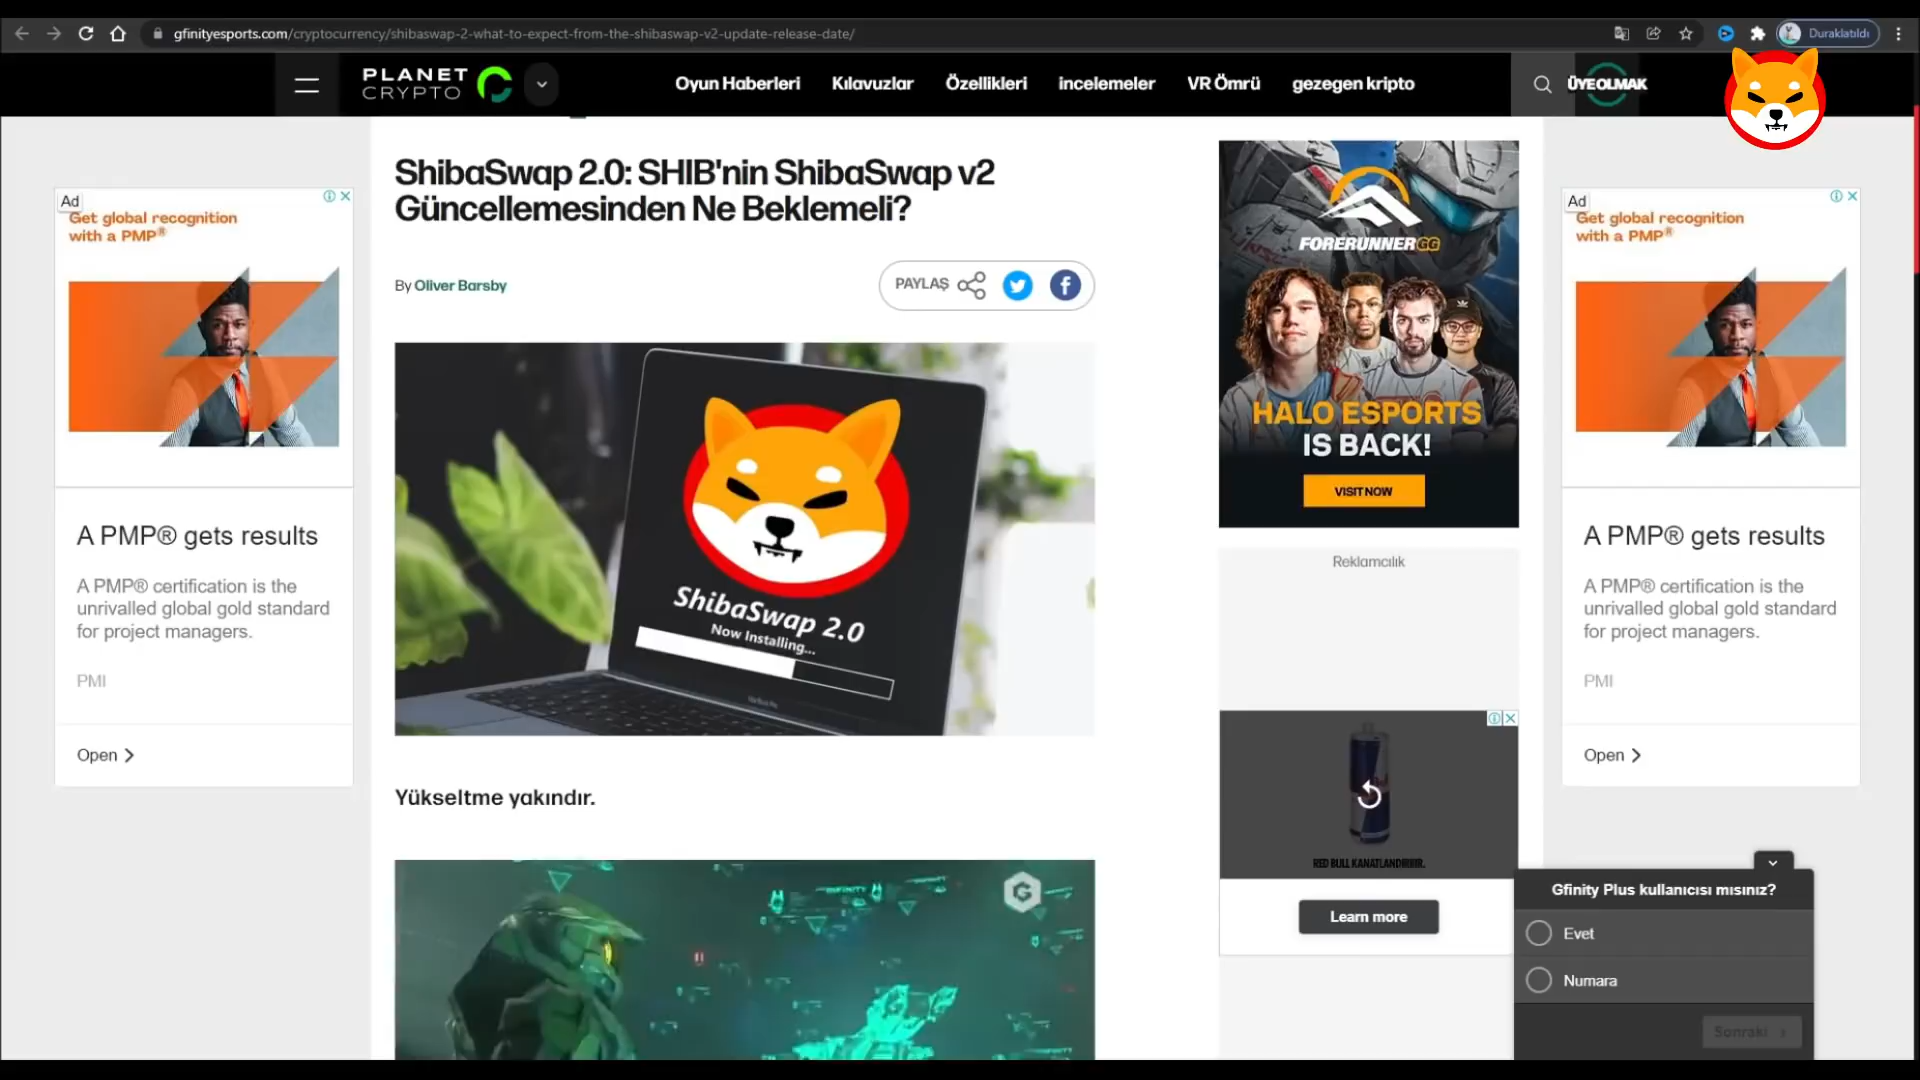 gfinityesports.com/cryptocurrency/shibaswap-2-what-to-expect-from-the-shibaswap-v2-update-release-date/
Duraklatıldı
PLANET
CRYPTO
Oyun Haberleri
Kılavuzlar
Özellikleri
incelemeler
VR Ömrü
gezegen kripto
ÜYE OLMAK
ShibaSwap 2.0: SHIB'nin ShibaSwap v2
Güncellemesinden Ne Beklemeli?
By Oliver Barsby
PAYLAŞ
ShibaSwap 2.0
Now Installing...
Yükseltme yakındır.
Ad
Get global recognition
with a PMP®
A PMP® gets results
A PMP® certification is the
unrivalled global gold standard
for project managers.
PMI
Open
FORERUNNERGG
HALO ESPORTS
IS BACK!
VISIT NOW
Reklamcılık
RED BULL KANATLANDIRIR.
Learn more
Ad
Get global recognition
with a PMP®
A PMP® gets results
A PMP® certification is the
unrivalled global gold standard
for project managers.
PMI
Open
Gfinity Plus kullanıcısı mısınız?
Evet
Numara
Sonraki